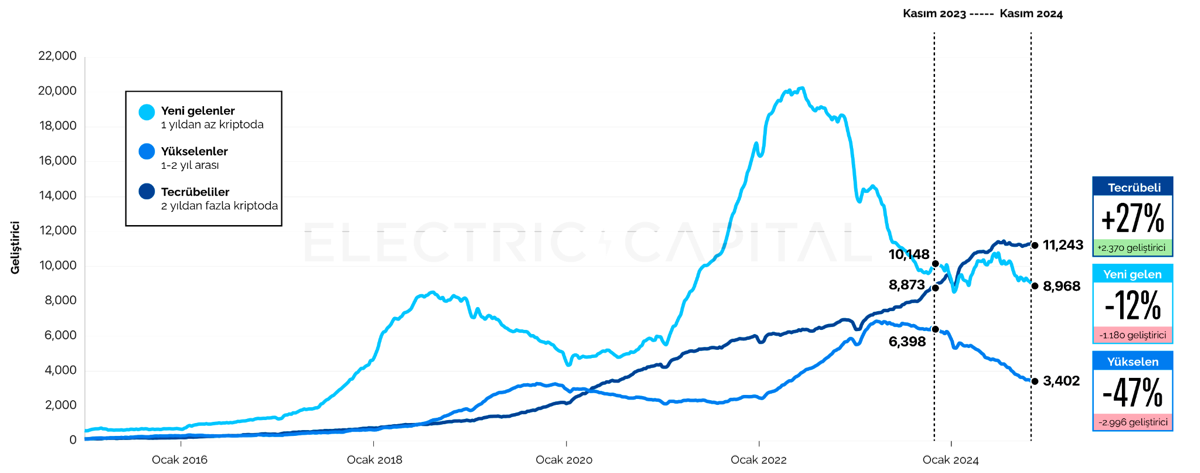 Kasım 2023 ----- Kasım 2024
22,000
20,000
18,000
16,000
14,000
12,000
10,000
8,000
6,000
4,000
2,000
0
Geliştirici
Yeni gelenler
1 yıldan az kriptoda
Yükselenler
1-2 yıl arası
Tecrübeliler
2 yıldan fazla kriptoda
ELECTRIC CAPITAL
10,148
8,873
6,398
11,243
8,968
3,402
Tecrübeli
+27%
+2.370 geliştirici
Yeni gelen
-12%
-1.180 geliştirici
Yükselen
-47%
-2.996 geliştirici
Ocak 2016
Ocak 2018
Ocak 2020
Ocak 2022
Ocak 2024